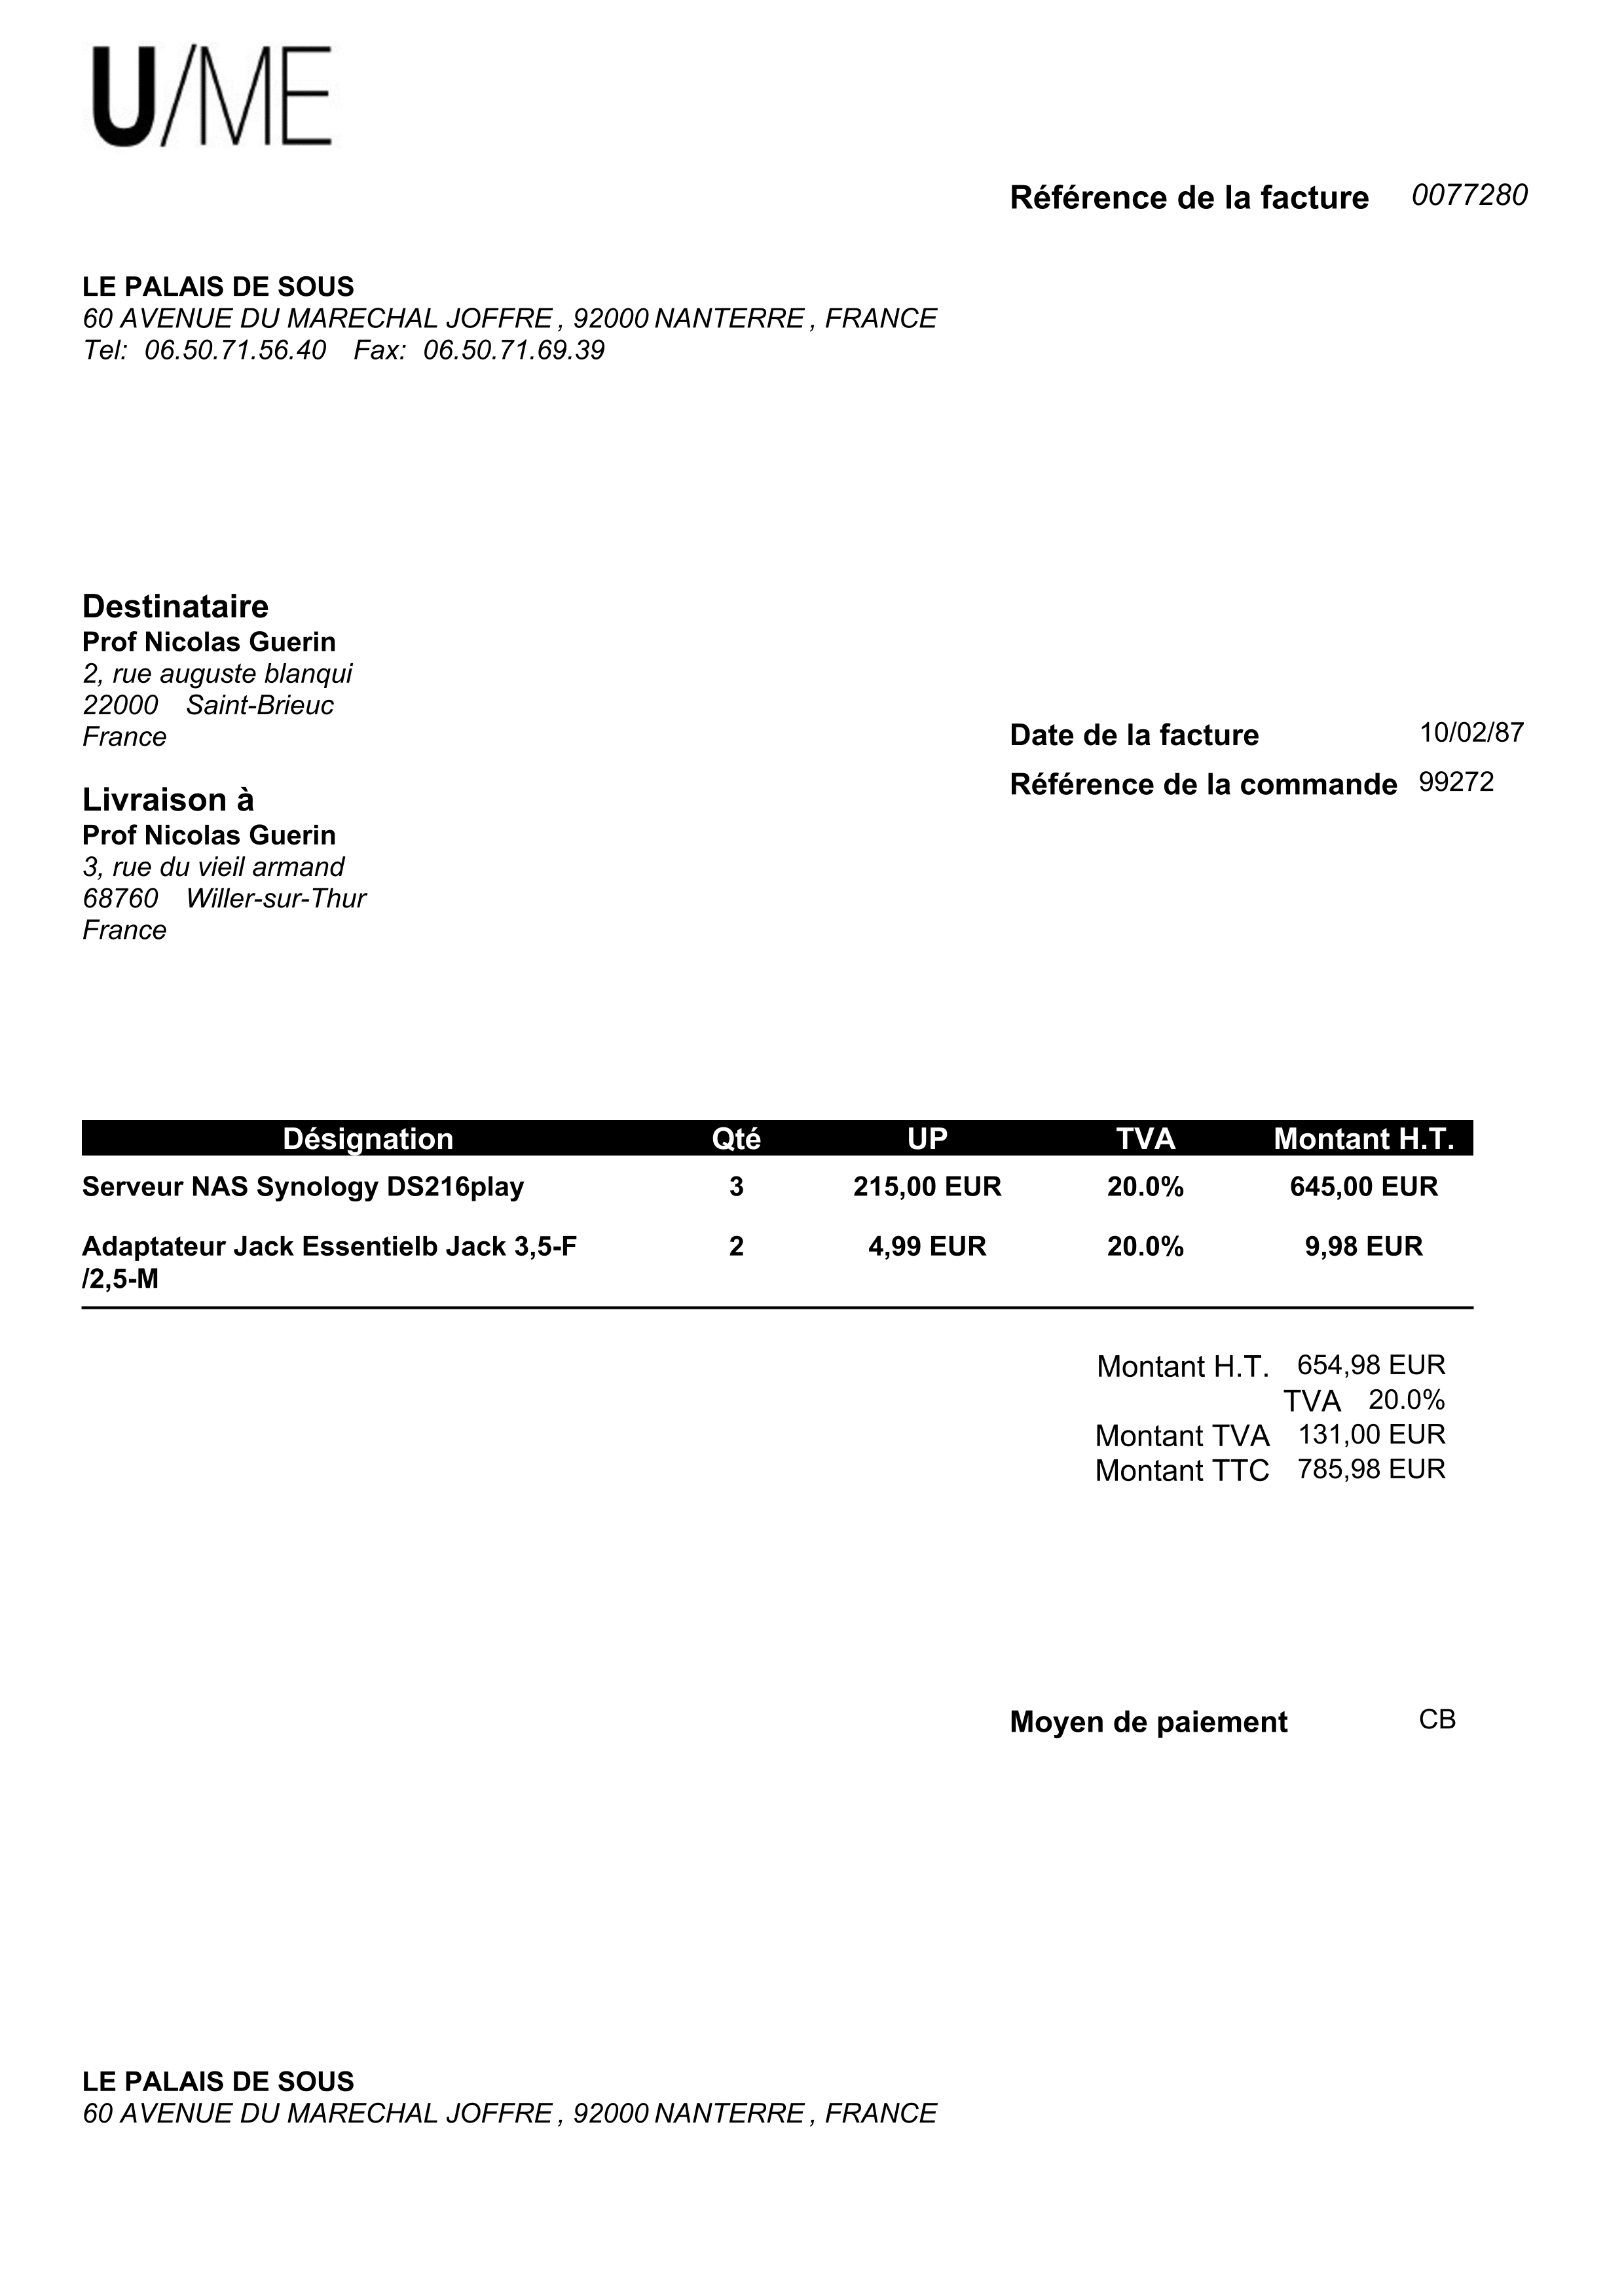 U/ME
Référence de la facture 0077280
LE PALAIS DE SOUS
60 AVENUE DU MARECHAL JOFFRE , 92000 NANTERRE , FRANCE
Tel: 06.50.71.56.40 Fax: 06.50.71.69.39
Destinataire
Prof Nicolas Guerin
2, rue auguste blanqui
22000 Saint-Brieuc
France
Date de la facture 10/02/87
Référence de la commande 99272
Livraison à
Prof Nicolas Guerin
3, rue du vieil armand
68760 Willer-sur-Thur
France
Désignation Qté UP TVA Montant H.T.
Serveur NAS Synology DS216play 3 215,00 EUR 20.0% 645,00 EUR
Adaptateur Jack Essentielb Jack 3,5-F 2 4,99 EUR 20.0% 9,98 EUR
/2,5-M
Montant H.T. 654,98 EUR
TVA 20.0%
Montant TVA 131,00 EUR
Montant TTC 785,98 EUR
Moyen de paiement CB
LE PALAIS DE SOUS
60 AVENUE DU MARECHAL JOFFRE , 92000 NANTERRE , FRANCE